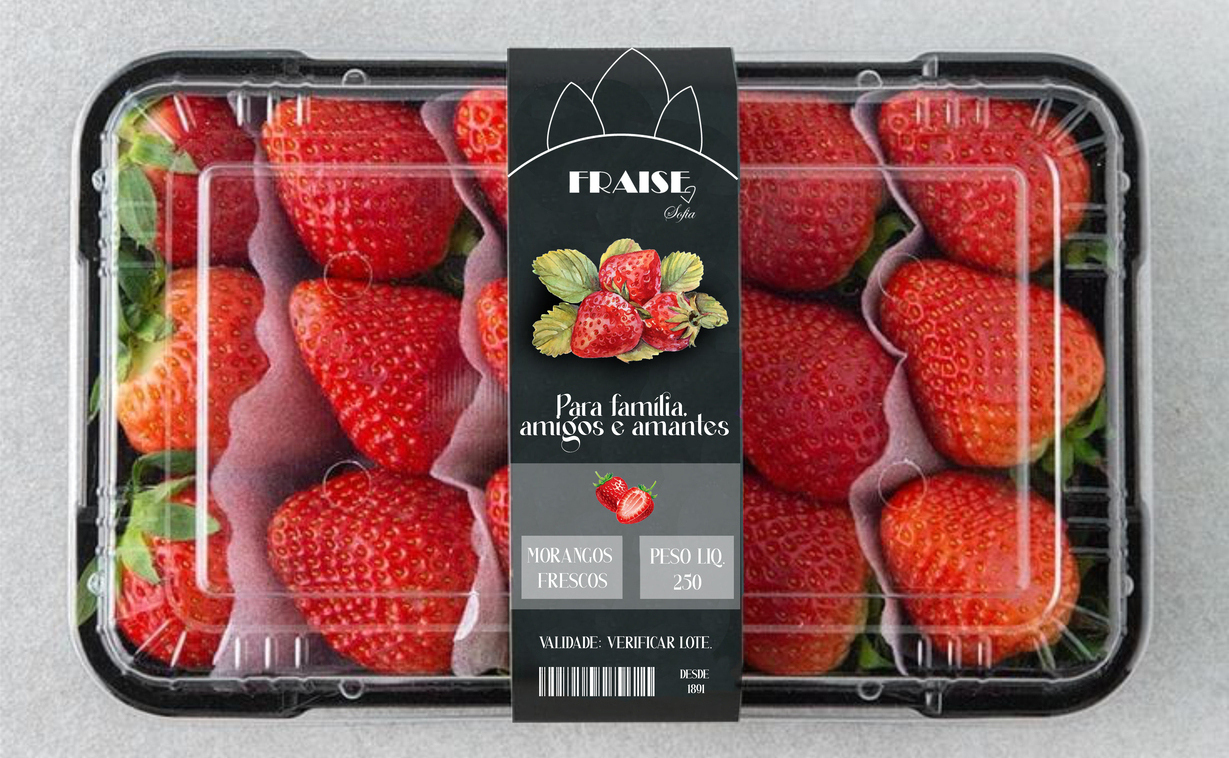 FRAISE
Sofia
Para família,
amigos e amantes
MORANGOS
FRESCOS
PESO LIQ.
250
VALIDADE: VERIFICAR LOTE.
DESDE
1891